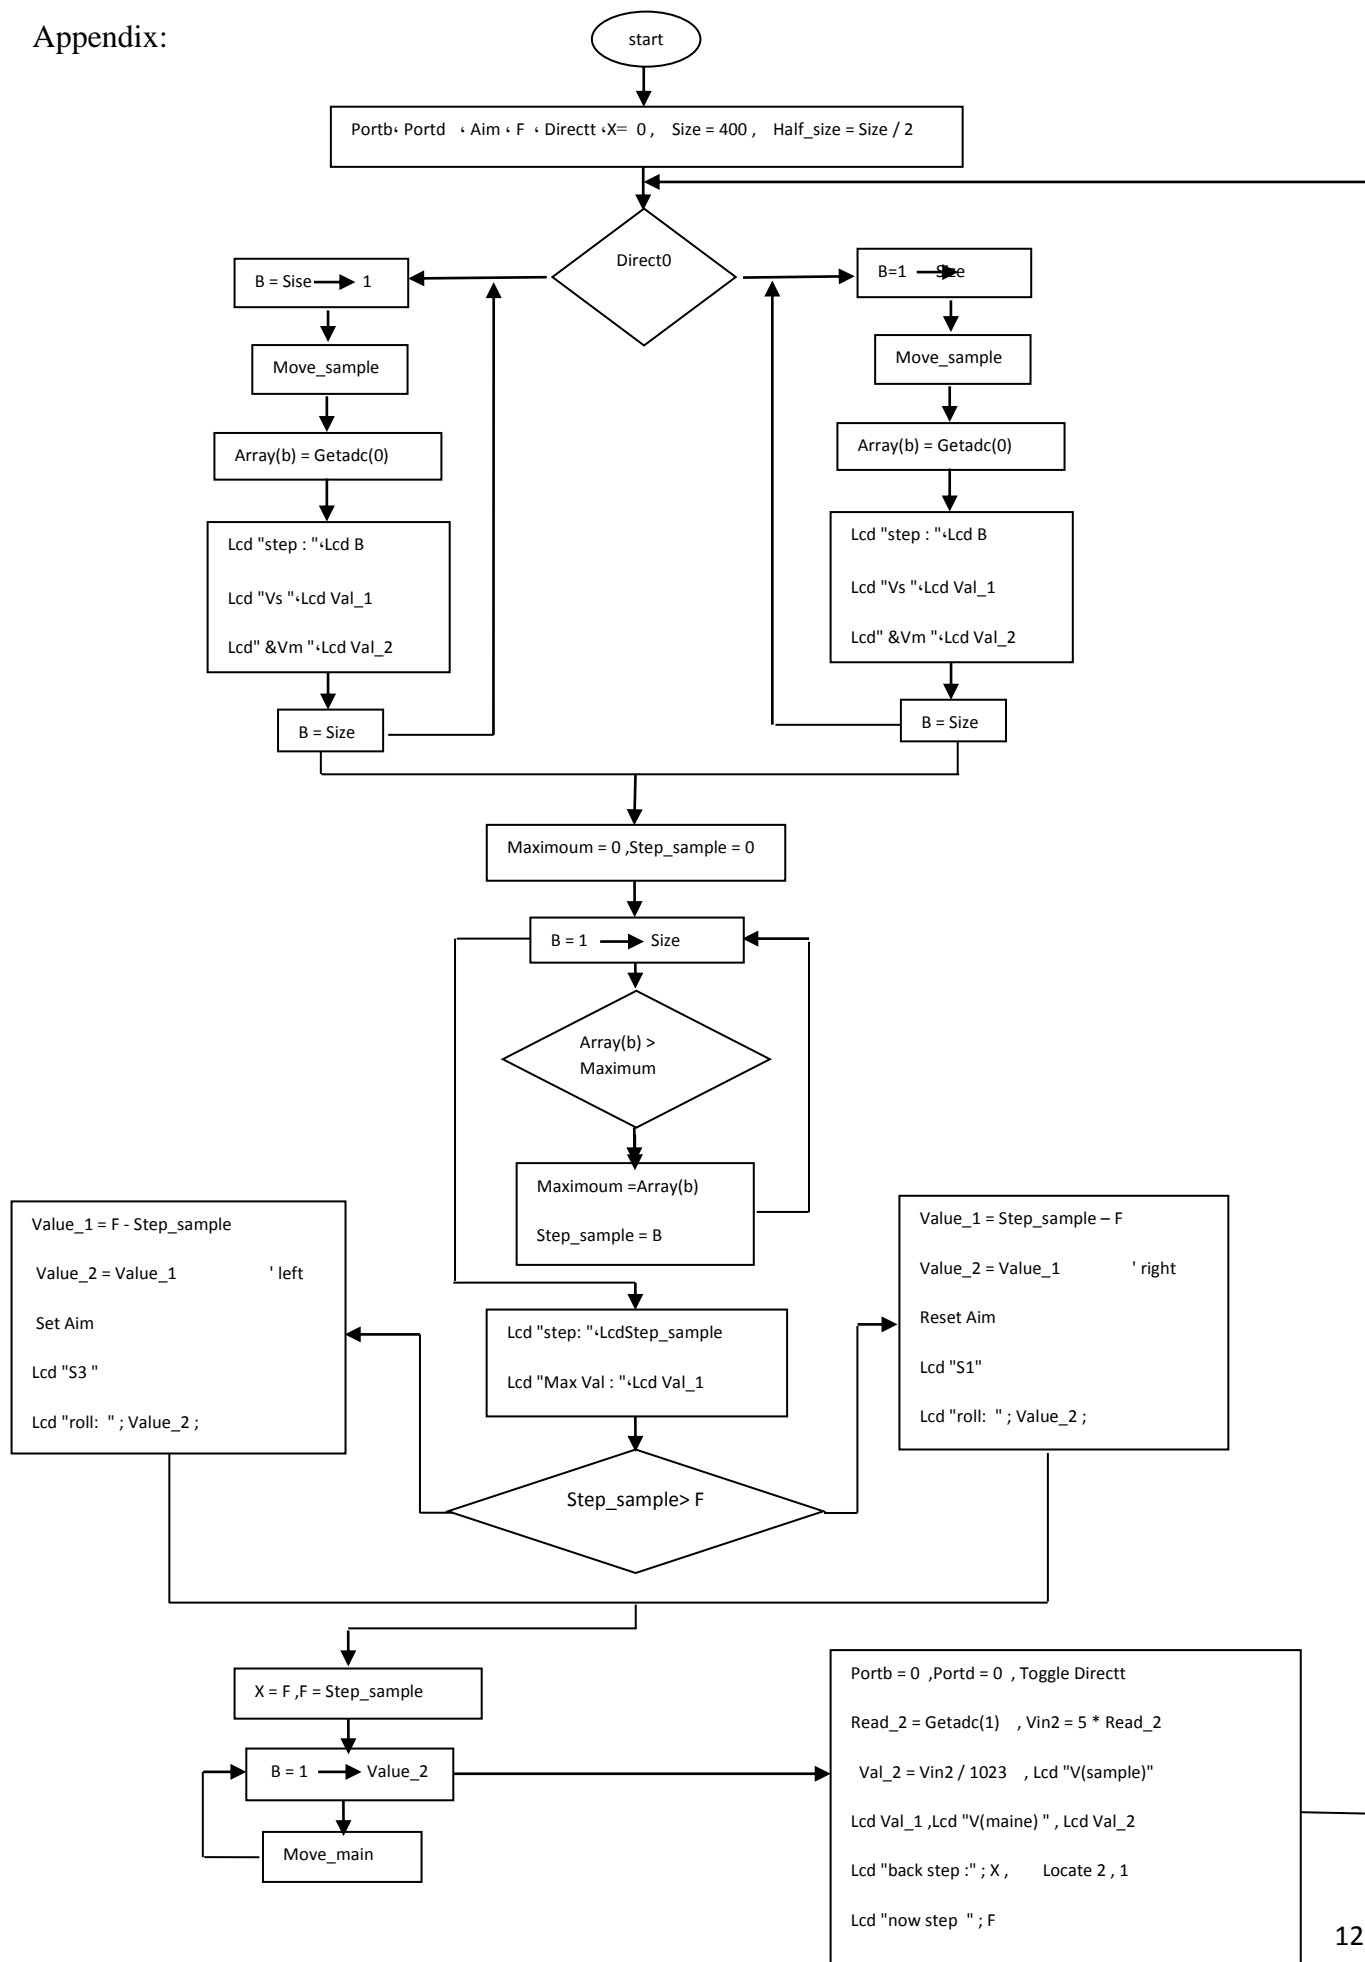 Appendix:
start
Portb، Portd ، Aim ، F ، Directt ،X= 0 , Size = 400 , Half_size = Size / 2
Direct0
B = Sise 1
Move_sample
Array(b) = Getadc(0)
Lcd "step : "،Lcd B
Lcd "Vs "،Lcd Val_1
Lcd" &Vm "،Lcd Val_2
B = Size
B=1 Size
Move_sample
Array(b) = Getadc(0)
Lcd "step : "،Lcd B
Lcd "Vs "،Lcd Val_1
Lcd" &Vm "،Lcd Val_2
B = Size
Maximoum = 0 ,Step_sample = 0
B = 1 Size
Array(b) >
Maximum
Maximoum =Array(b)
Step_sample = B
Lcd "step: "،LcdStep_sample
Lcd "Max Val : "،Lcd Val_1
Step_sample> F
Value_1 = F - Step_sample
Value_2 = Value_1 ' left
Set Aim
Lcd "S3 "
Lcd "roll: " ; Value_2 ;
Value_1 = Step_sample – F
Value_2 = Value_1 ' right
Reset Aim
Lcd "S1"
Lcd "roll: " ; Value_2 ;
X = F ,F = Step_sample
B = 1 Value_2
Move_main
Portb = 0 ,Portd = 0 , Toggle Directt
Read_2 = Getadc(1) , Vin2 = 5 * Read_2
Val_2 = Vin2 / 1023 , Lcd "V(sample)"
Lcd Val_1 ,Lcd "V(maine) " , Lcd Val_2
Lcd "back step :" ; X , Locate 2 , 1
Lcd "now step " ; F
12